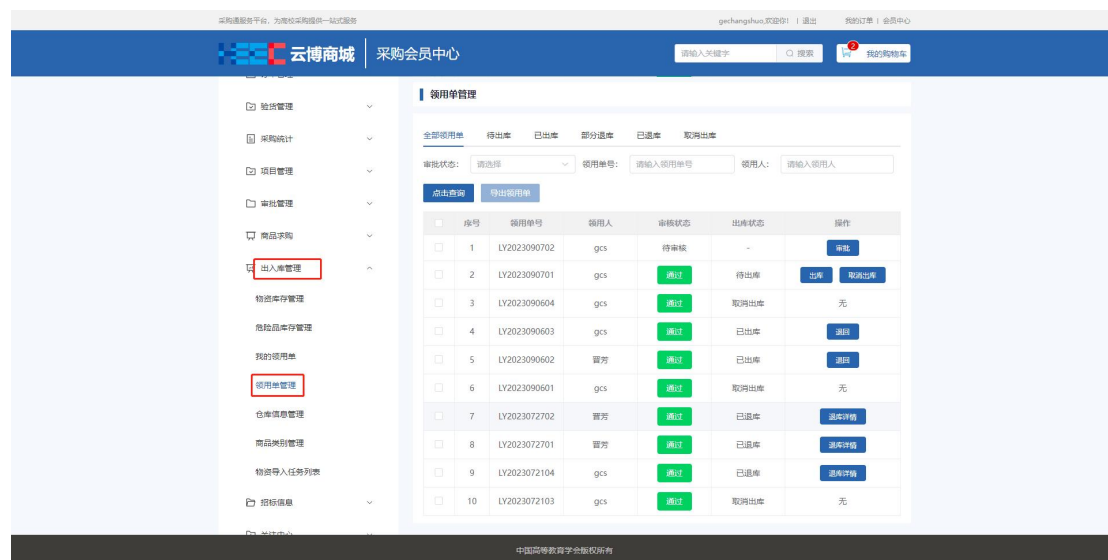 采购通服务平台，为高校采购提供一站式服务
gechangshuo,欢迎你! | 退出 我的订单 | 会员中心
云博商城 采购会员中心
请输入关键字 搜索 2 我的购物车
验货管理
采购统计
项目管理
审批管理
商品求购
出入库管理
物资库存管理
危险品库存管理
我的领用单
领用单管理
仓库信息管理
商品类别管理
物资导入任务列表
招标信息
领用单管理
全部领用单 待出库 已出库 部分退库 已退库 取消出库
审批状态: 请选择 领用单号: 请输入领用单号 领用人: 请输入领用人
点击查询 导出领用单
序号 领用单号 领用人 审核状态 出库状态 操作
1 LY2023090702 gcs 待审核 - 审批
2 LY2023090701 gcs 通过 待出库 出库 取消出库
3 LY2023090604 gcs 通过 取消出库 无
4 LY2023090603 gcs 通过 已出库 退回
5 LY2023090602 晋芳 通过 已出库 退回
6 LY2023090601 gcs 通过 取消出库 无
7 LY2023072702 晋芳 通过 已退库 退库详情
8 LY2023072701 晋芳 通过 已退库 退库详情
9 LY2023072104 gcs 通过 已退库 退库详情
10 LY2023072103 gcs 通过 取消出库 无
中国高等教育学会版权所有